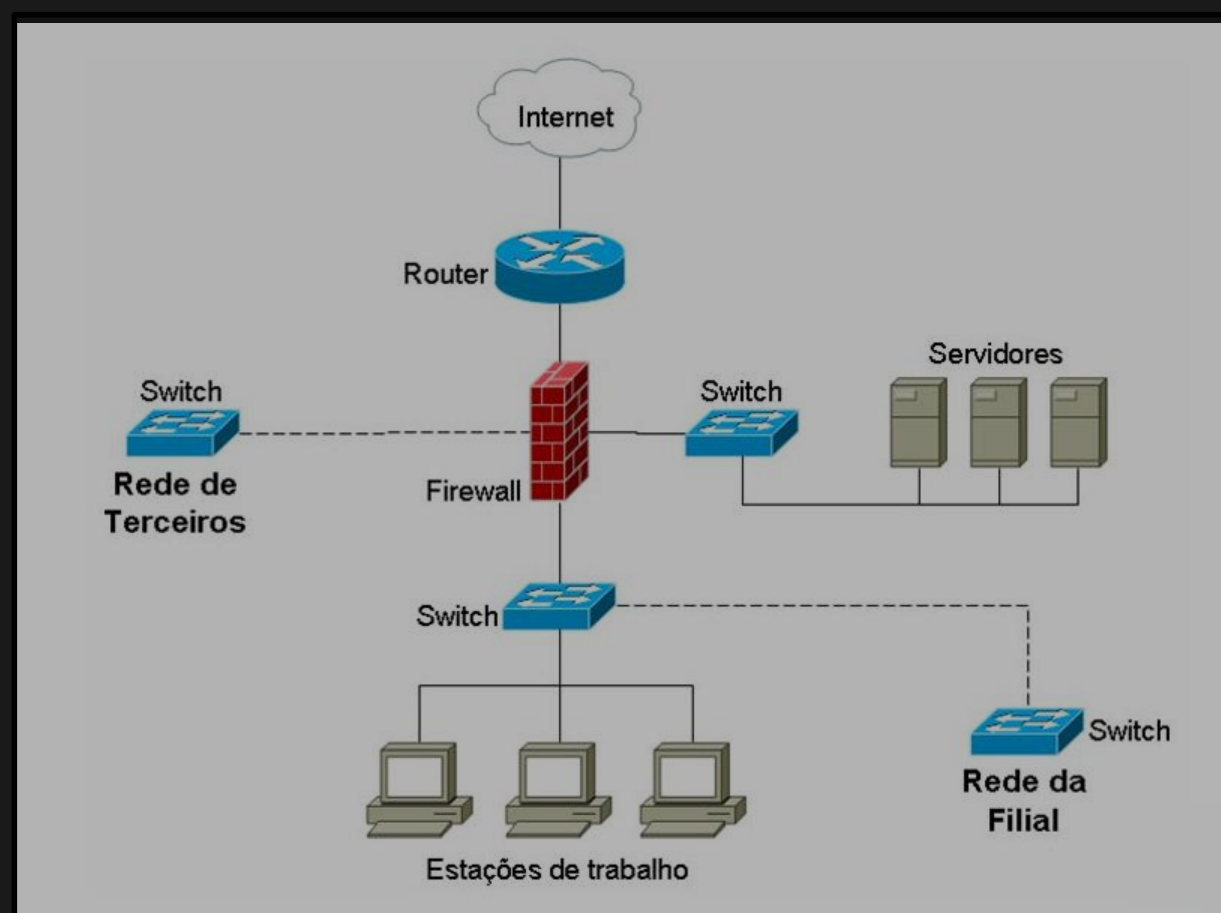 Internet
Router
Servidores
Switch
Switch
Rede de
Terceiros
Firewall
Switch
Switch
Rede da
Filial
Estações de trabalho